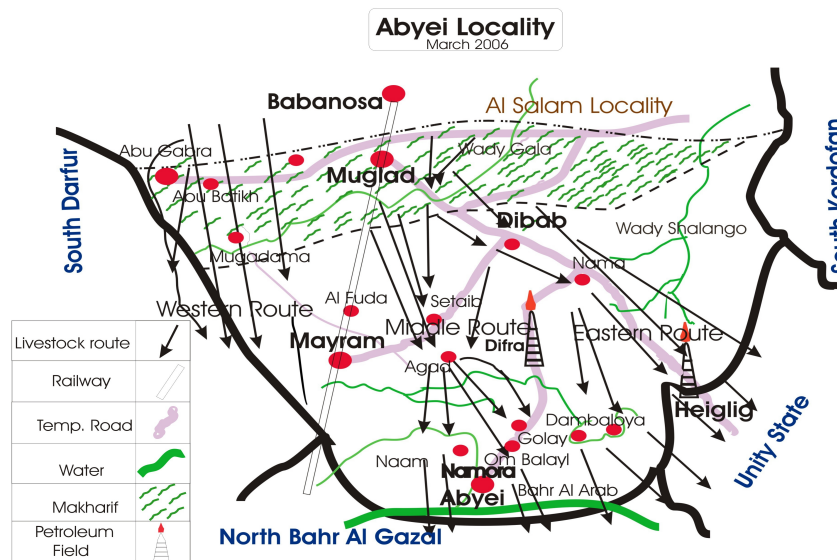 Abyei Locality
March 2006
Babanosa
Al Salam Locality
Abu Gabra
Wady Gala
Muglad
Abu Batikh
South Darfur
South Kordofan
Dibab
Wady Shalango
Mugadama
Nama
Al Fuda
Setaib
Western Route
Middle Route
Eastern Route
Difra
Mayram
Agad
Heiglig
Dambaloya
Golay
Naam
Om Balayl
Namora
Abyei
Bahr Al Arab
Unity State
North Bahr Al Gazal
Livestock route
Railway
Temp. Road
Water
Makharif
Petroleum
Field